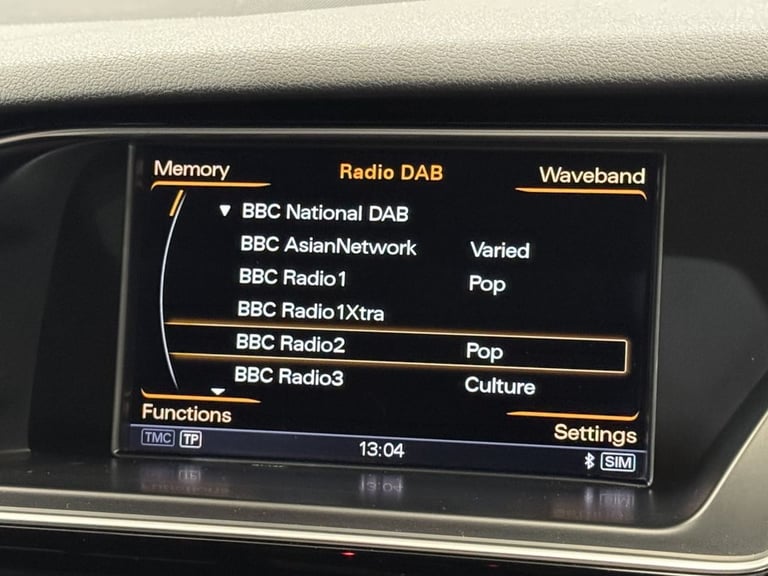 Memory Radio DAB Waveband
BBC National DAB
BBC AsianNetwork Varied
BBC Radio1 Pop
BBC Radio1Xtra
BBC Radio2 Pop
BBC Radio3 Culture
Functions Settings
TMC TP 13:04 SIM